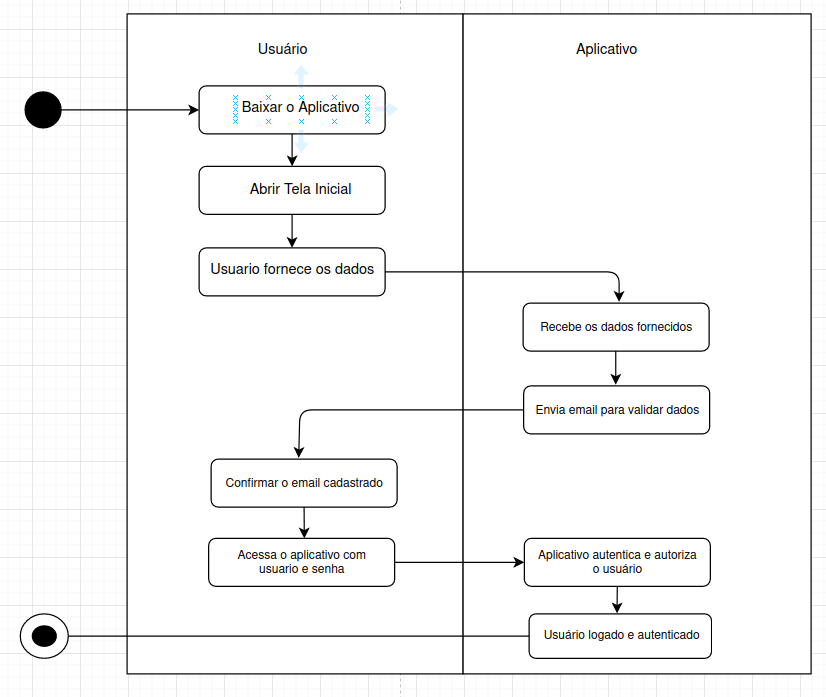 Usuário
Aplicativo
Baixar o Aplicativo
Abrir Tela Inicial
Usuario fornece os dados
Recebe os dados fornecidos
Envia email para validar dados
Confirmar o email cadastrado
Acessa o aplicativo com
usuario e senha
Aplicativo autentica e autoriza
o usuário
Usuário logado e autenticado